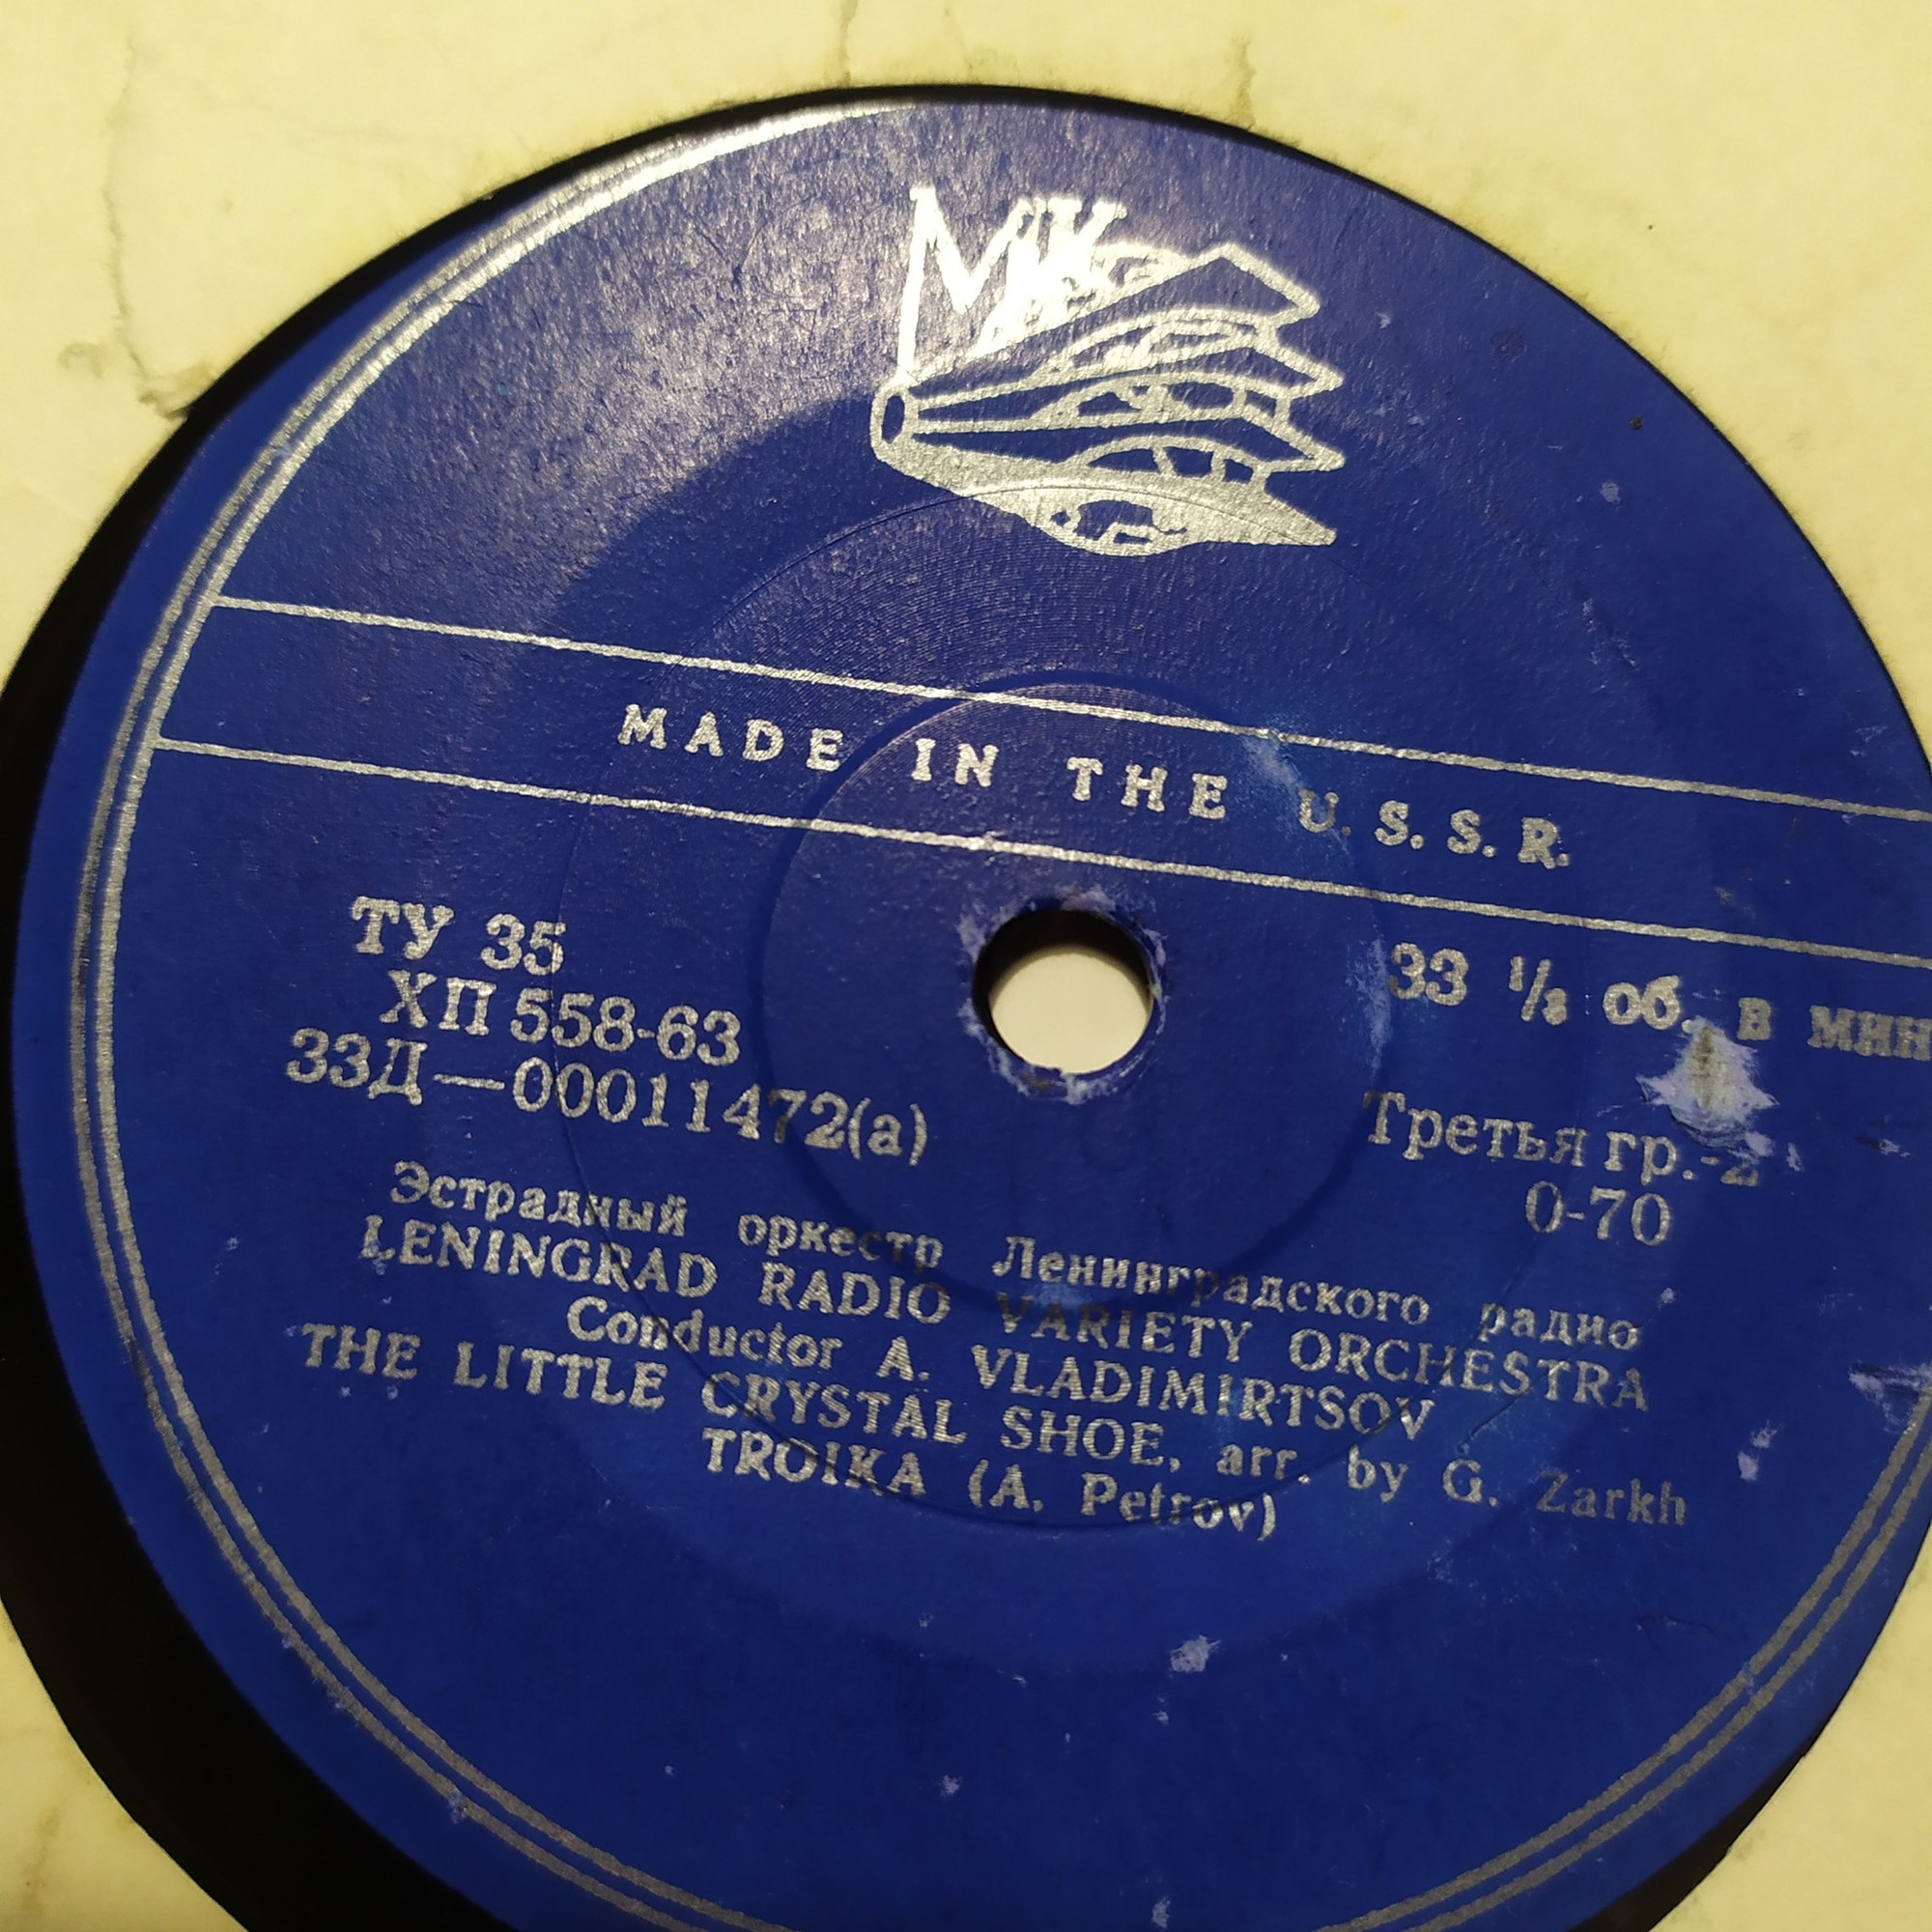 МК
MADE IN THE U.S.S.R.
ТУ 35
ХП 558-63
33Д—00011472(а)
33 ⅓ об. в мин
Третья гр.-2
0-70
Эстрадный оркестр Ленинградского радио
LENINGRAD RADIO VARIETY ORCHESTRA
Conductor A. VLADIMIRTSOV
THE LITTLE CRYSTAL SHOE, arr. by G. Zarkh
TROIKA (A. Petrov)